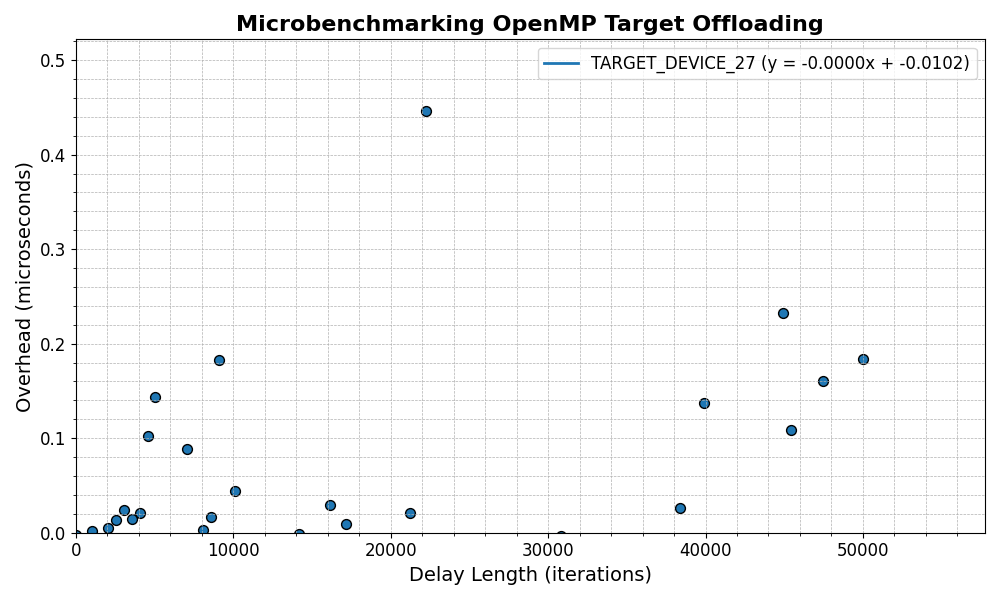 Microbenchmarking OpenMP Target Offloading
TARGET_DEVICE_27 (y = -0.0000x + -0.0102)
Overhead (microseconds)
0.5
0.4
0.3
0.2
0.1
0.0
0 10000 20000 30000 40000 50000
Delay Length (iterations)